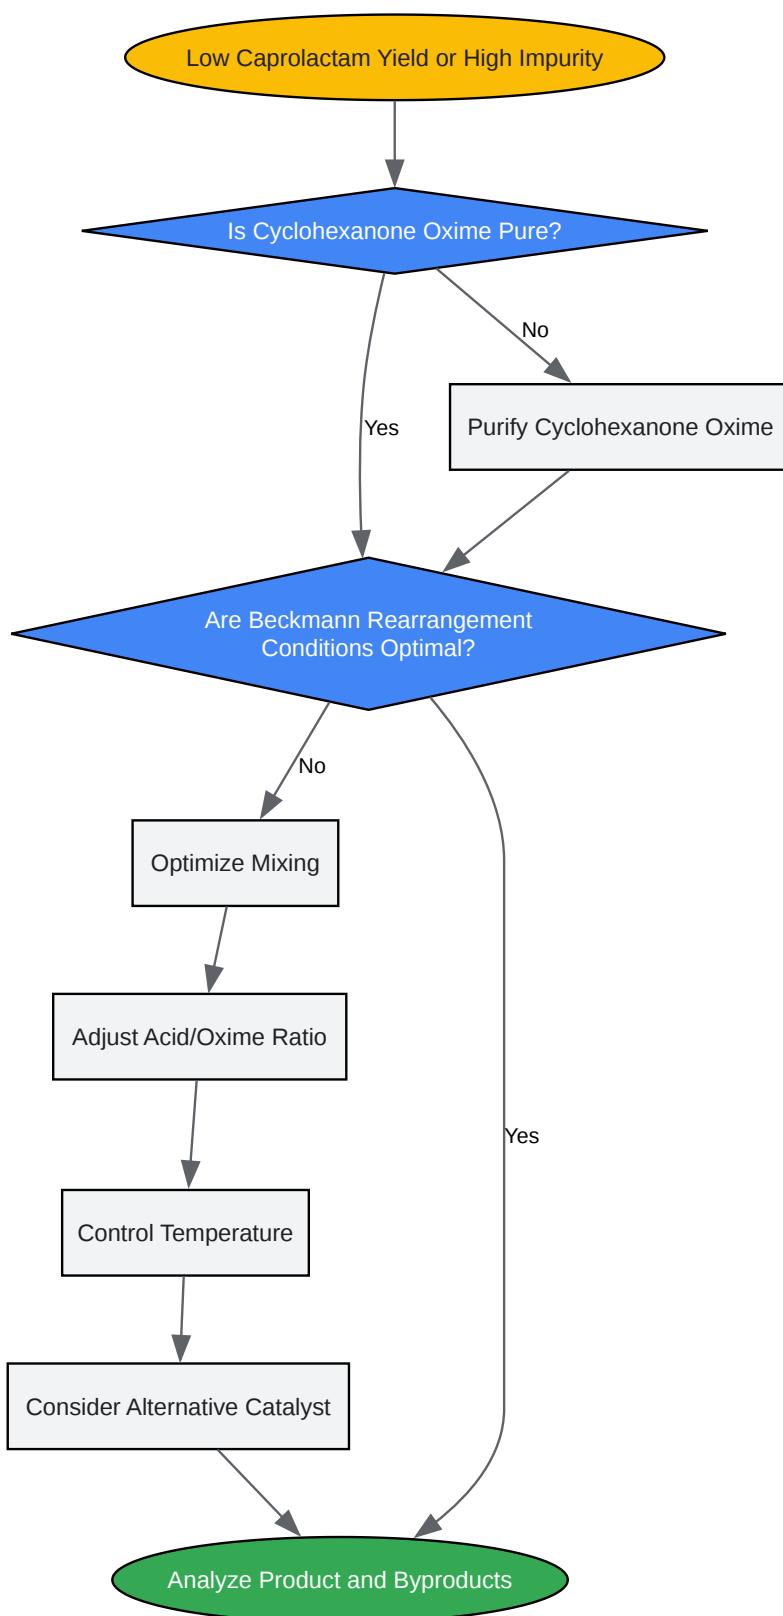 Low Caprolactam Yield or High Impurity
Is Cyclohexanone Oxime Pure?
No
Yes
Purify Cyclohexanone Oxime
Are Beckmann Rearrangement
Conditions Optimal?
No
Optimize Mixing
Adjust Acid/Oxime Ratio
Yes
Control Temperature
Consider Alternative Catalyst
Analyze Product and Byproducts